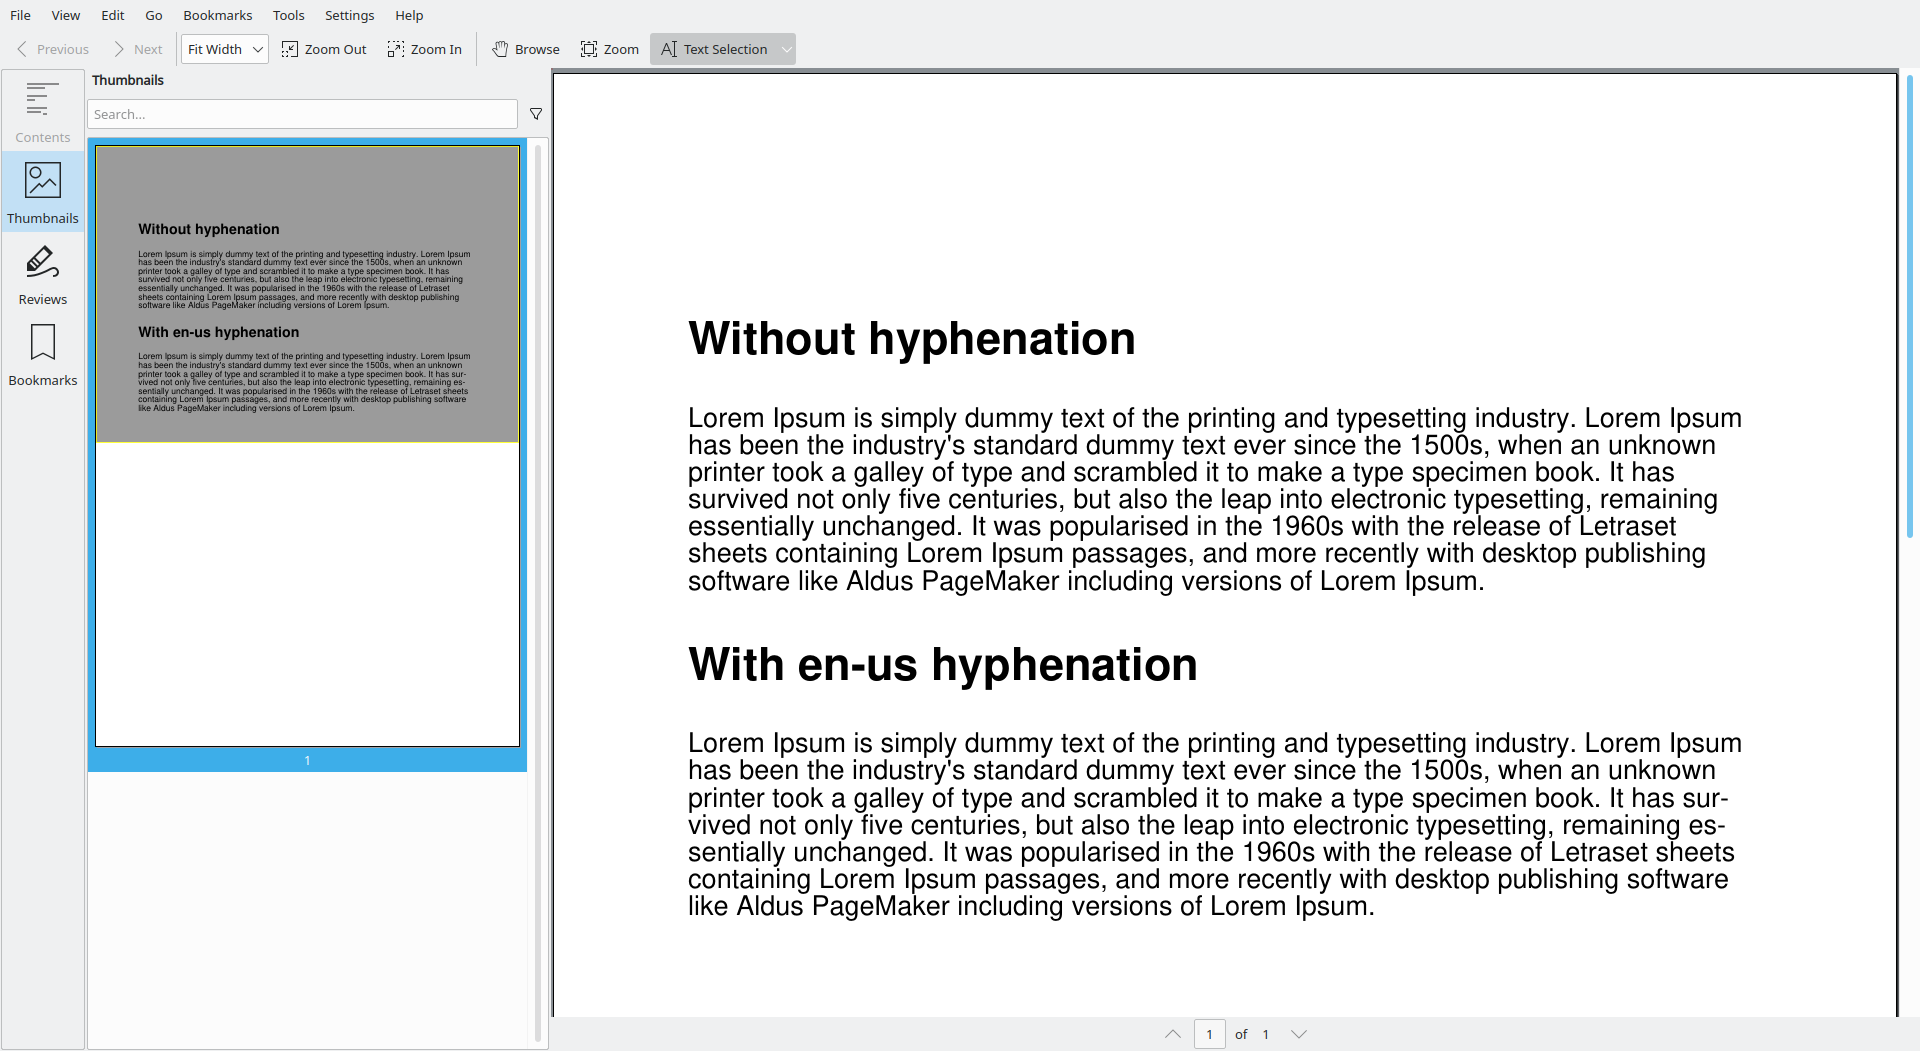 File View Edit Go Bookmarks Tools Settings Help
Previous Next Fit Width Zoom Out Zoom In Browse Zoom Text Selection
Contents
Thumbnails
Reviews
Bookmarks
Thumbnails
Search...
Without hyphenation
Lorem Ipsum is simply dummy text of the printing and typesetting industry. Lorem Ipsum
has been the industry's standard dummy text ever since the 1500s, when an unknown
printer took a galley of type and scrambled it to make a type specimen book. It has
survived not only five centuries, but also the leap into electronic typesetting, remaining
essentially unchanged. It was popularised in the 1960s with the release of Letraset
sheets containing Lorem Ipsum passages, and more recently with desktop publishing
software like Aldus PageMaker including versions of Lorem Ipsum.
With en-us hyphenation
Lorem Ipsum is simply dummy text of the printing and typesetting industry. Lorem Ipsum
has been the industry's standard dummy text ever since the 1500s, when an unknown
printer took a galley of type and scrambled it to make a type specimen book. It has sur-
vived not only five centuries, but also the leap into electronic typesetting, remaining es-
sentially unchanged. It was popularised in the 1960s with the release of Letraset sheets
containing Lorem Ipsum passages, and more recently with desktop publishing software
like Aldus PageMaker including versions of Lorem Ipsum.
1
Without hyphenation
Lorem Ipsum is simply dummy text of the printing and typesetting industry. Lorem Ipsum
has been the industry's standard dummy text ever since the 1500s, when an unknown
printer took a galley of type and scrambled it to make a type specimen book. It has
survived not only five centuries, but also the leap into electronic typesetting, remaining
essentially unchanged. It was popularised in the 1960s with the release of Letraset
sheets containing Lorem Ipsum passages, and more recently with desktop publishing
software like Aldus PageMaker including versions of Lorem Ipsum.
With en-us hyphenation
Lorem Ipsum is simply dummy text of the printing and typesetting industry. Lorem Ipsum
has been the industry's standard dummy text ever since the 1500s, when an unknown
printer took a galley of type and scrambled it to make a type specimen book. It has sur-
vived not only five centuries, but also the leap into electronic typesetting, remaining es-
sentially unchanged. It was popularised in the 1960s with the release of Letraset sheets
containing Lorem Ipsum passages, and more recently with desktop publishing software
like Aldus PageMaker including versions of Lorem Ipsum.
1 of 1